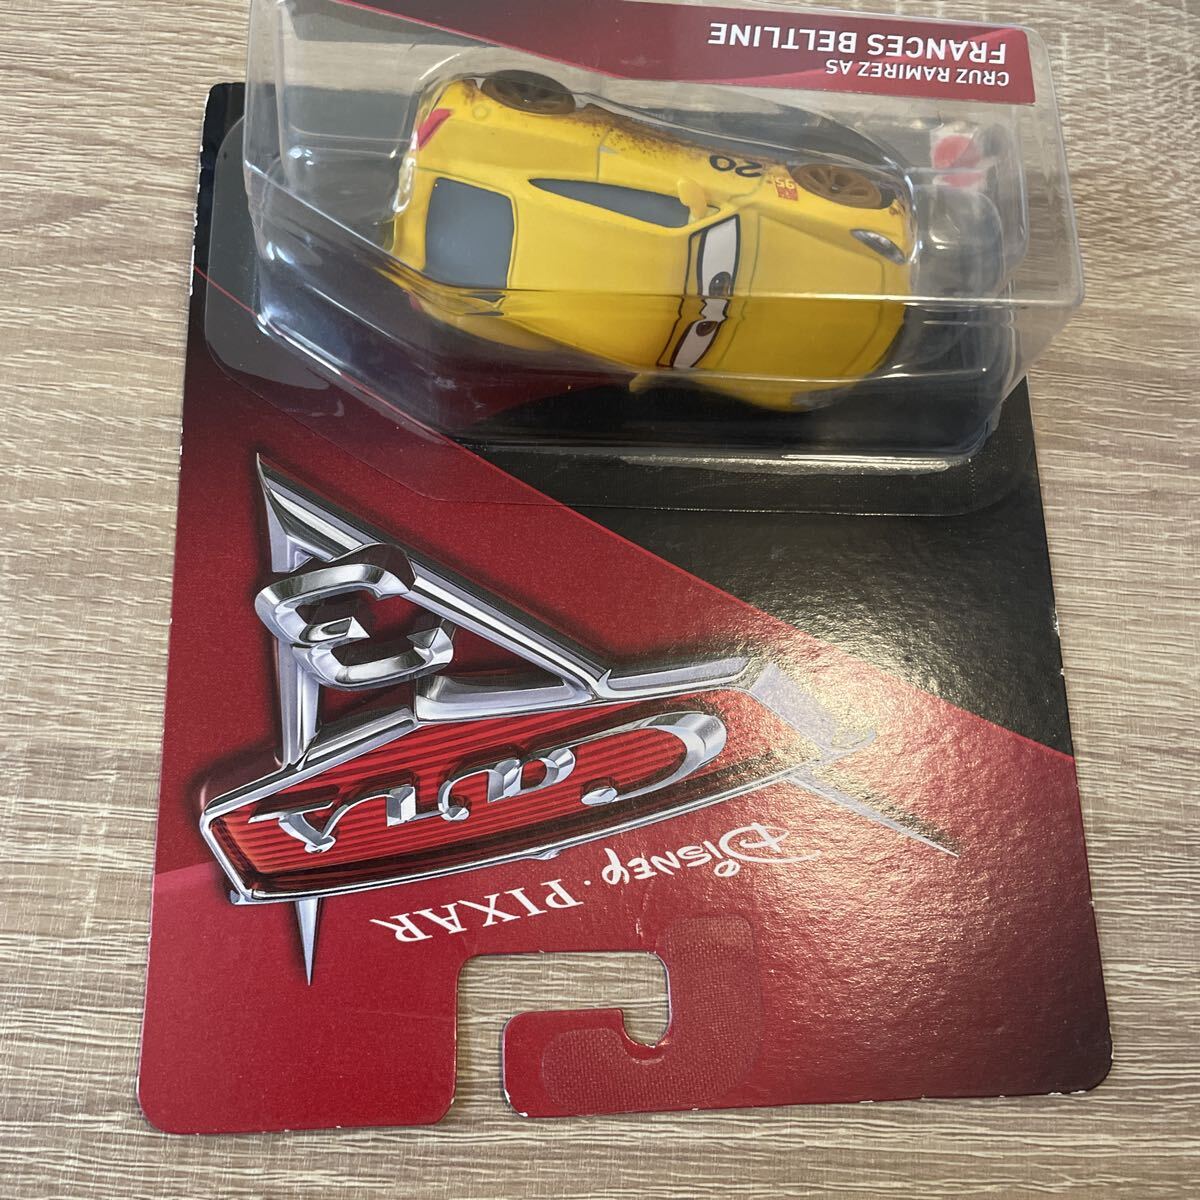 Disney · PIXAR
Cars
3
20
95
CRUZ RAMIREZ AS
FRANCES BELTLINE